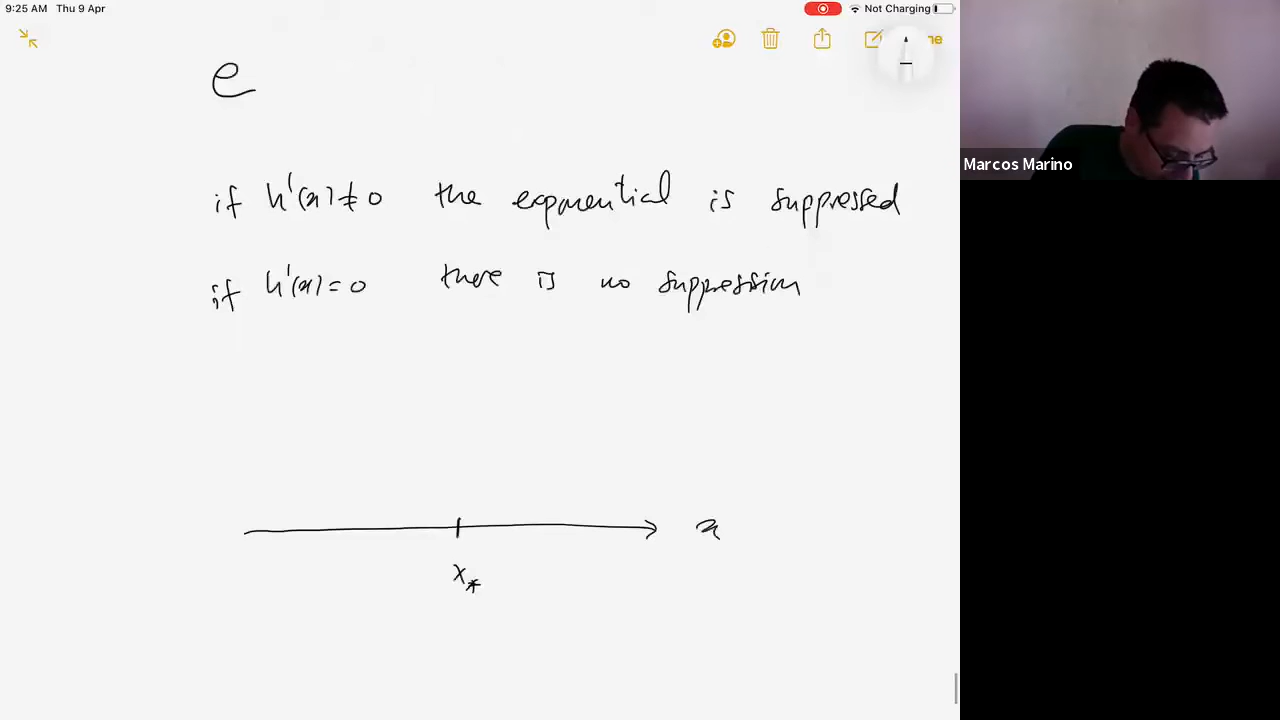 9:25 AM Thu 9 Apr
Not Charging
ne
e
if h'(x) ≠ 0 the exponential is suppressed
if h'(x) = 0 there is no suppression
x
x*
Marcos Marino